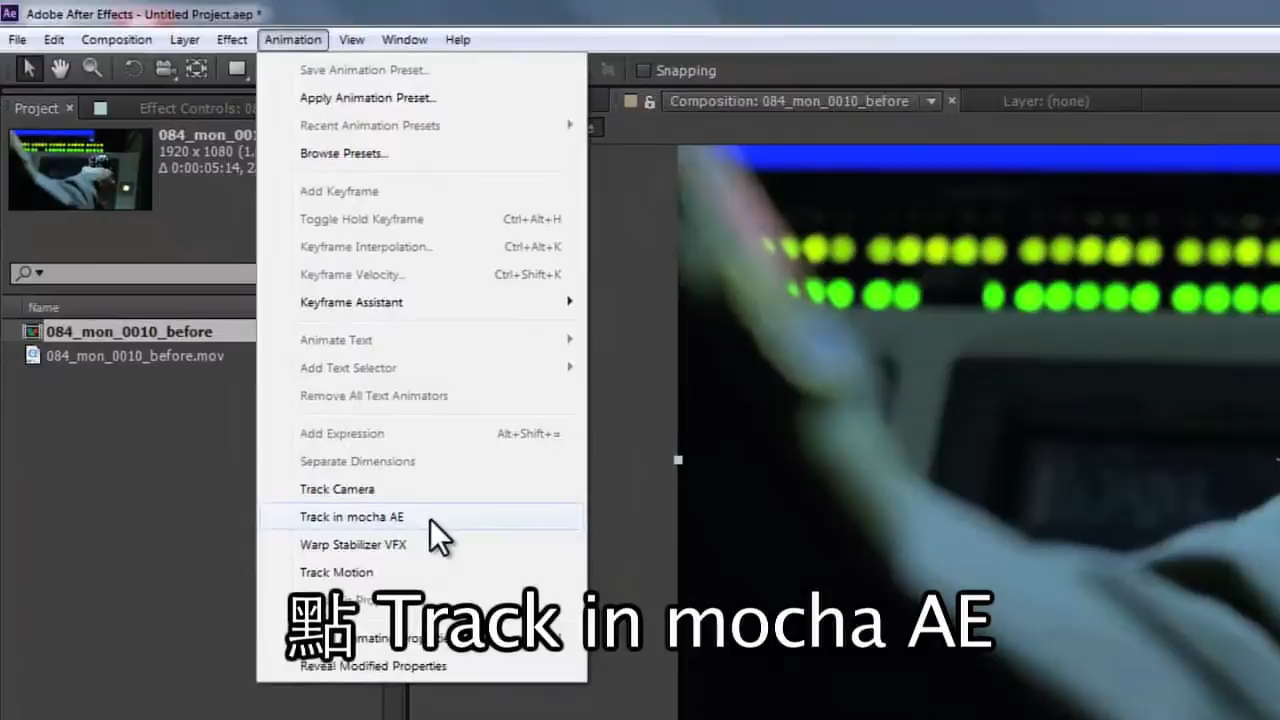 Ae Adobe After Effects - Untitled Project.aep *
File Edit Composition Layer Effect Animation View Window Help
Snapping
Project × Effect Controls: 08
Composition: 084_mon_0010_before × Layer: (none)
084_mon_001
1920 x 1080 (1.
Δ 0:00:05:14, 2
Name
084_mon_0010_before
084_mon_0010_before.mov
Save Animation Preset...
Apply Animation Preset...
Recent Animation Presets
Browse Presets...
Add Keyframe
Toggle Hold Keyframe Ctrl+Alt+H
Keyframe Interpolation... Ctrl+Alt+K
Keyframe Velocity... Ctrl+Shift+K
Keyframe Assistant
Animate Text
Add Text Selector
Remove All Text Animators
Add Expression Alt+Shift+=
Separate Dimensions
Track Camera
Track in mocha AE
Warp Stabilizer VFX
Track Motion
點 Track in mocha AE
Reveal Modified Properties